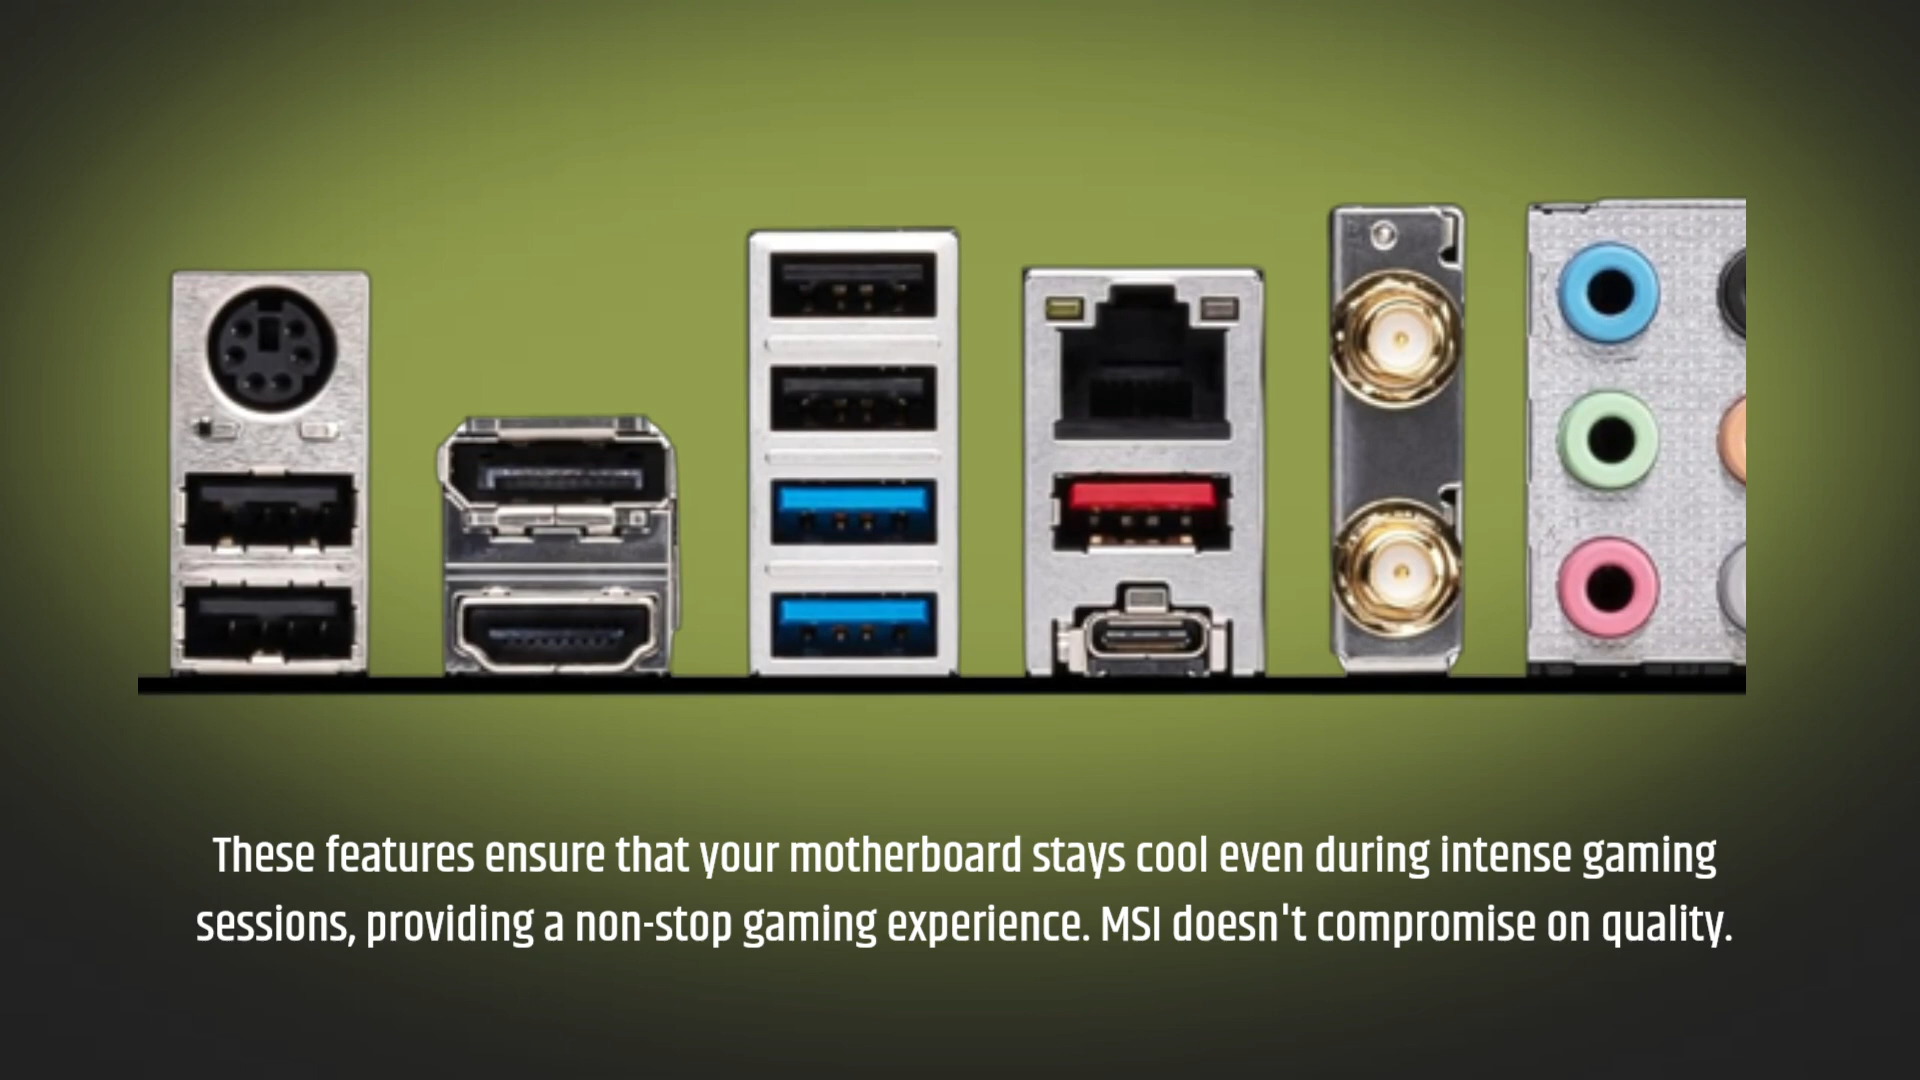 These features ensure that your motherboard stays cool even during intense gaming
sessions, providing a non-stop gaming experience. MSI doesn't compromise on quality.